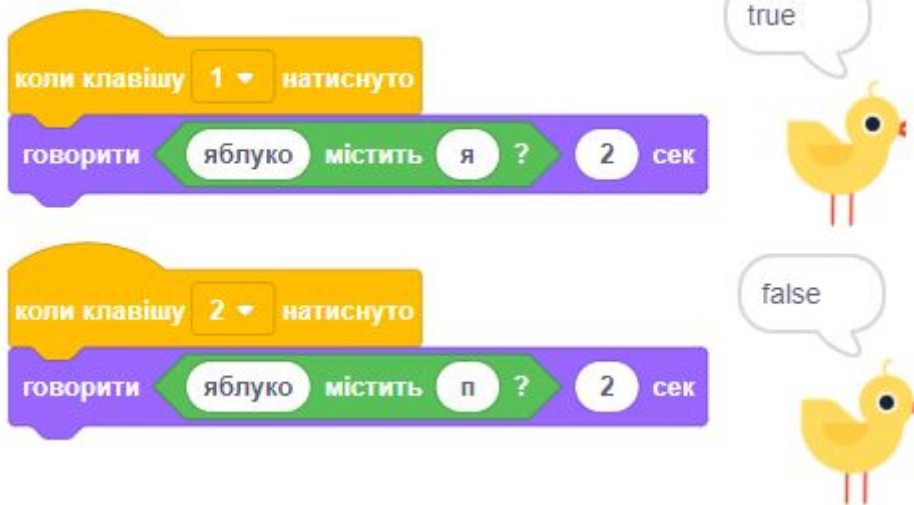 true
коли клавішу 1 натиснуто
говорити яблуко містить я ? 2 сек
false
коли клавішу 2 натиснуто
говорити яблуко містить п ? 2 сек